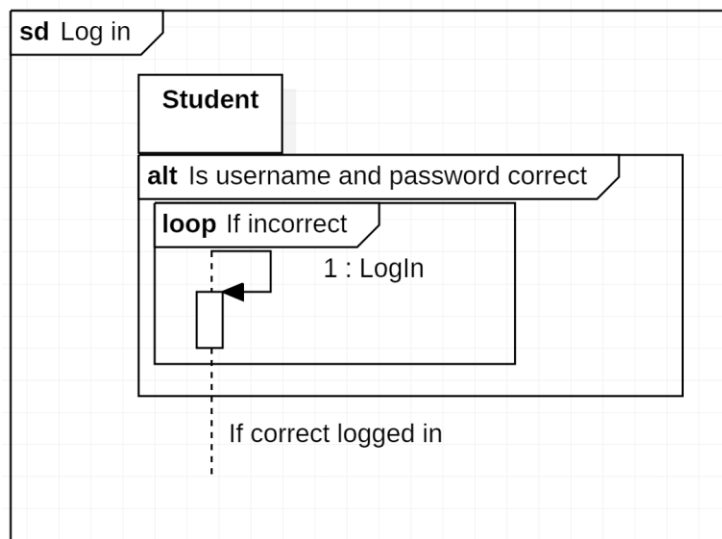 sd Log in
Student
alt Is username and password correct
loop If incorrect
1 : LogIn
If correct logged in